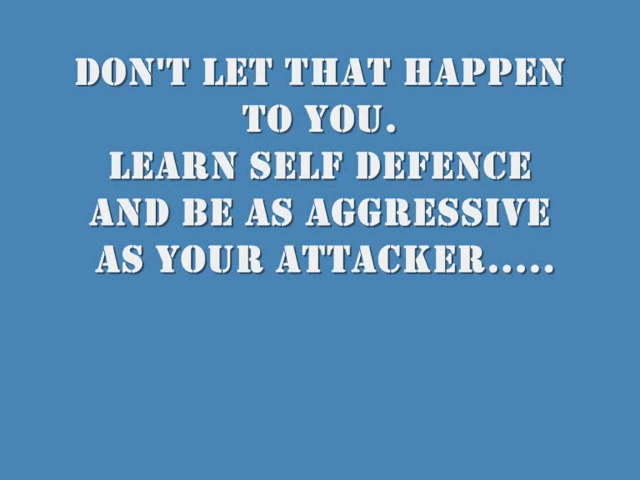 DON'T LET THAT HAPPEN
TO YOU.
LEARN SELF DEFENCE
AND BE AS AGGRESSIVE
AS YOUR ATTACKER.....